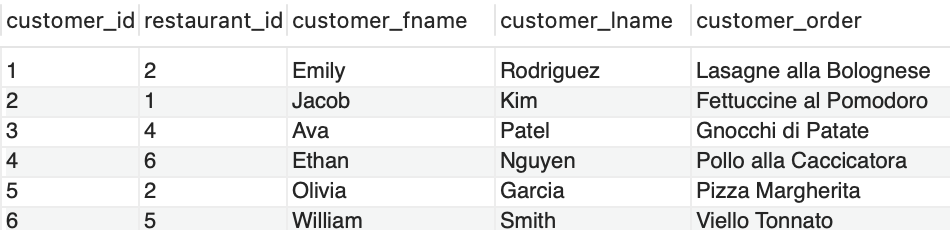 customer_id restaurant_id customer_fname customer_lname customer_order
1 2 Emily Rodriguez Lasagne alla Bolognese
2 1 Jacob Kim Fettuccine al Pomodoro
3 4 Ava Patel Gnocchi di Patate
4 6 Ethan Nguyen Pollo alla Caccicatora
5 2 Olivia Garcia Pizza Margherita
6 5 William Smith Viello Tonnato